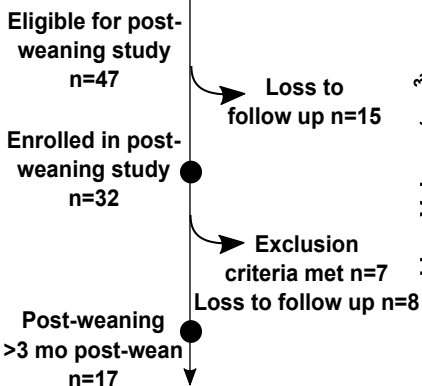 Eligible for post-
weaning study
n=47
Loss to
follow up n=15
Enrolled in post-
weaning study
n=32
Exclusion
criteria met n=7
Loss to follow up n=8
Post-weaning
>3 mo post-wean
n=17